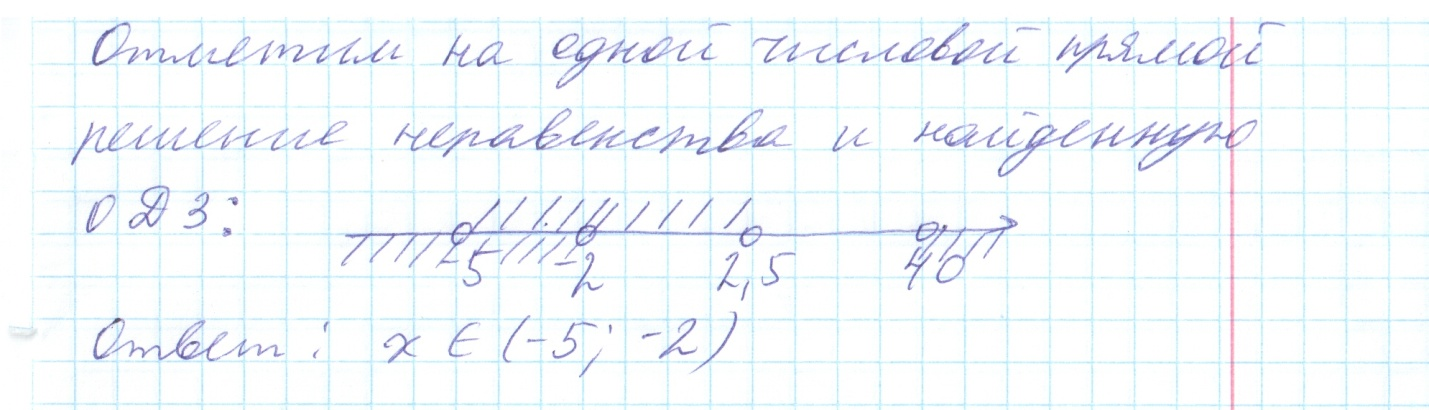 Отметим на одной числовой прямой
решение неравенства и найденную
ОДЗ:
-5 -2 2,5 40
Ответ: x ∈ (-5; -2)